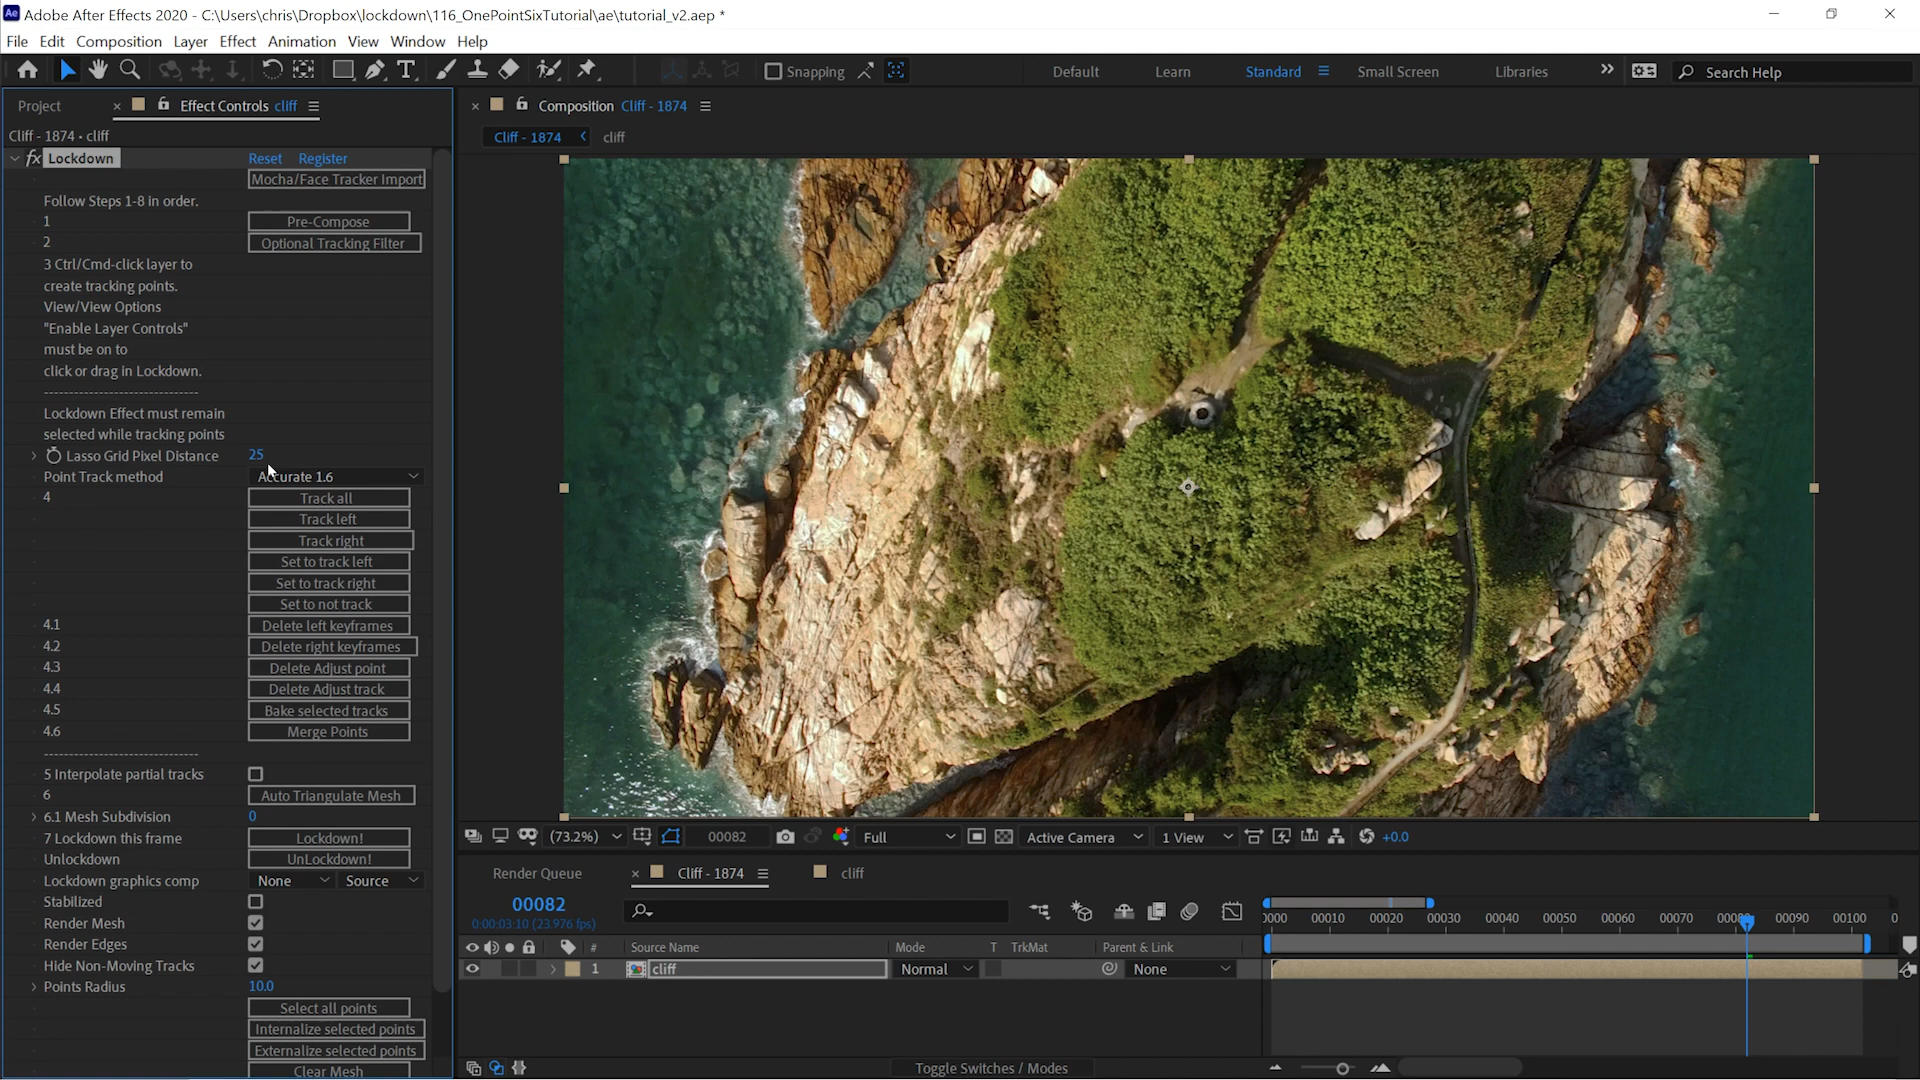 Ae Adobe After Effects 2020 - C:\Users\chris\Dropbox\lockdown\116_OnePointSixTutorial\ae\tutorial_v2.aep *
File Edit Composition Layer Effect Animation View Window Help
Snapping Default Learn Standard Small Screen Libraries Search Help
Project Effect Controls cliff
Composition Cliff - 1874
Cliff - 1874 • cliff
Cliff - 1874 cliff
fx Lockdown Reset Register
Mocha/Face Tracker Import
Follow Steps 1-8 in order.
1 Pre-Compose
2 Optional Tracking Filter
3 Ctrl/Cmd-click layer to
create tracking points.
View/View Options
"Enable Layer Controls"
must be on to
click or drag in Lockdown.
------------------------------
Lockdown Effect must remain
selected while tracking points
Lasso Grid Pixel Distance 25
Point Track method Accurate 1.6
4 Track all
Track left
Track right
Set to track left
Set to track right
Set to not track
4.1 Delete left keyframes
4.2 Delete right keyframes
4.3 Delete Adjust point
4.4 Delete Adjust track
4.5 Bake selected tracks
4.6 Merge Points
------------------------------
5 Interpolate partial tracks
6 Auto Triangulate Mesh
6.1 Mesh Subdivision 0
7 Lockdown this frame Lockdown!
Unlockdown UnLockdown!
Lockdown graphics comp None Source
Stabilized
Render Mesh
Render Edges
Hide Non-Moving Tracks
Points Radius 10.0
Select all points
Internalize selected points
Externalize selected points
Clear Mesh
(73.2%) 00082 Full Active Camera 1 View +0.0
Render Queue Cliff - 1874 cliff
00082
0:00:03:10 (23.976 fps)
00010 00020 00030 00040 00050 00060 00070 00090 00100
# Source Name Mode T TrkMat Parent & Link
1 cliff Normal None
Toggle Switches / Modes